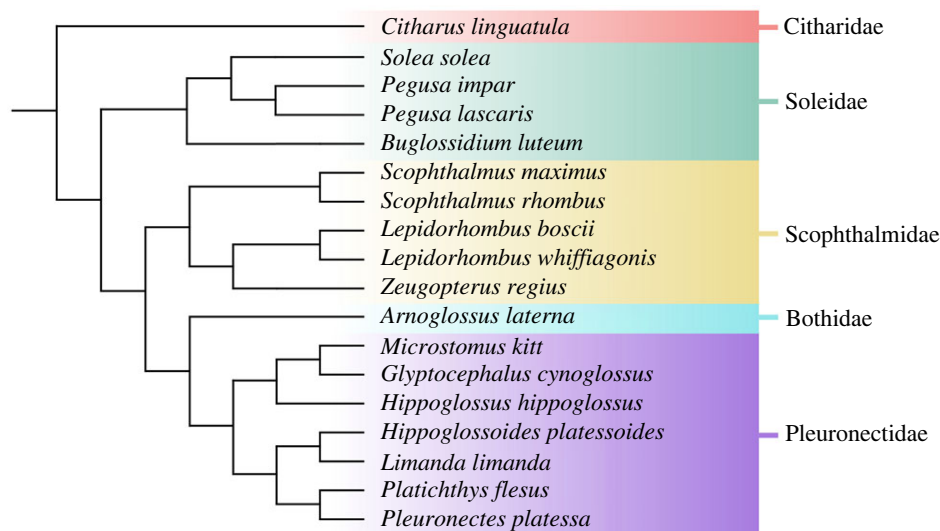 Citharus linguatula
Citharidae
Solea solea
Pegusa impar
Soleidae
Pegusa lascaris
Buglossidium luteum
Scophthalmus maximus
Scophthalmus rhombus
Lepidorhombus boscii
Scophthalmidae
Lepidorhombus whiffiagonis
Zeugopterus regius
Arnoglossus laterna
Bothidae
Microstomus kitt
Glyptocephalus cynoglossus
Hippoglossus hippoglossus
Hippoglossoides platessoides
Pleuronectidae
Limanda limanda
Platichthys flesus
Pleuronectes platessa